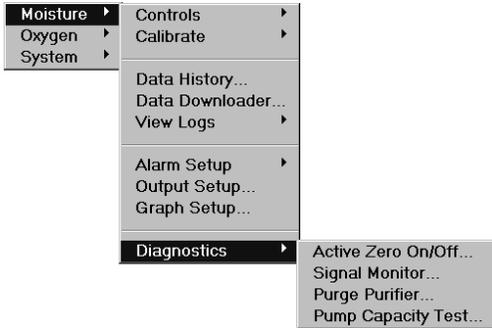 Moisture
Oxygen
System
Controls
Calibrate
Data History...
Data Downloader...
View Logs
Alarm Setup
Output Setup...
Graph Setup...
Diagnostics
Active Zero On/Off...
Signal Monitor...
Purge Purifier...
Pump Capacity Test...